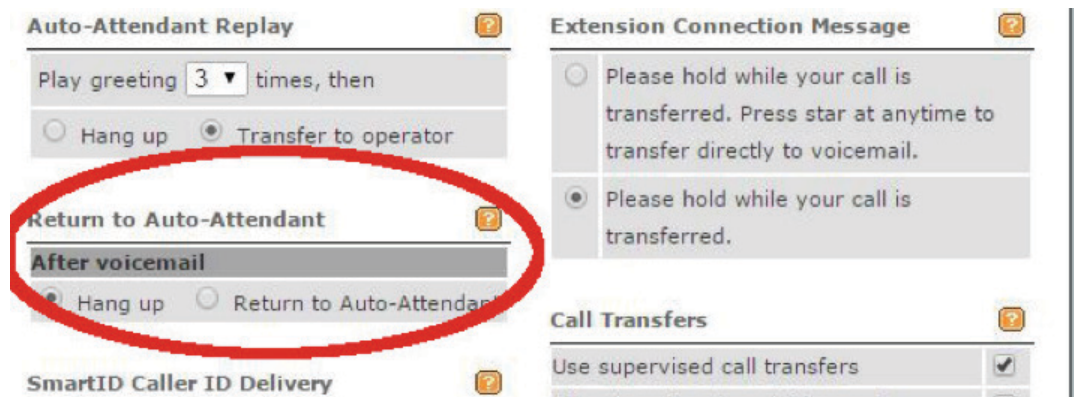 Auto-Attendant Replay
Play greeting 3 times, then
Hang up Transfer to operator
Return to Auto-Attendant
After voicemail
Hang up Return to Auto-Attendant
SmartID Caller ID Delivery
Extension Connection Message
Please hold while your call is
transferred. Press star at anytime to
transfer directly to voicemail.
Please hold while your call is
transferred.
Call Transfers
Use supervised call transfers